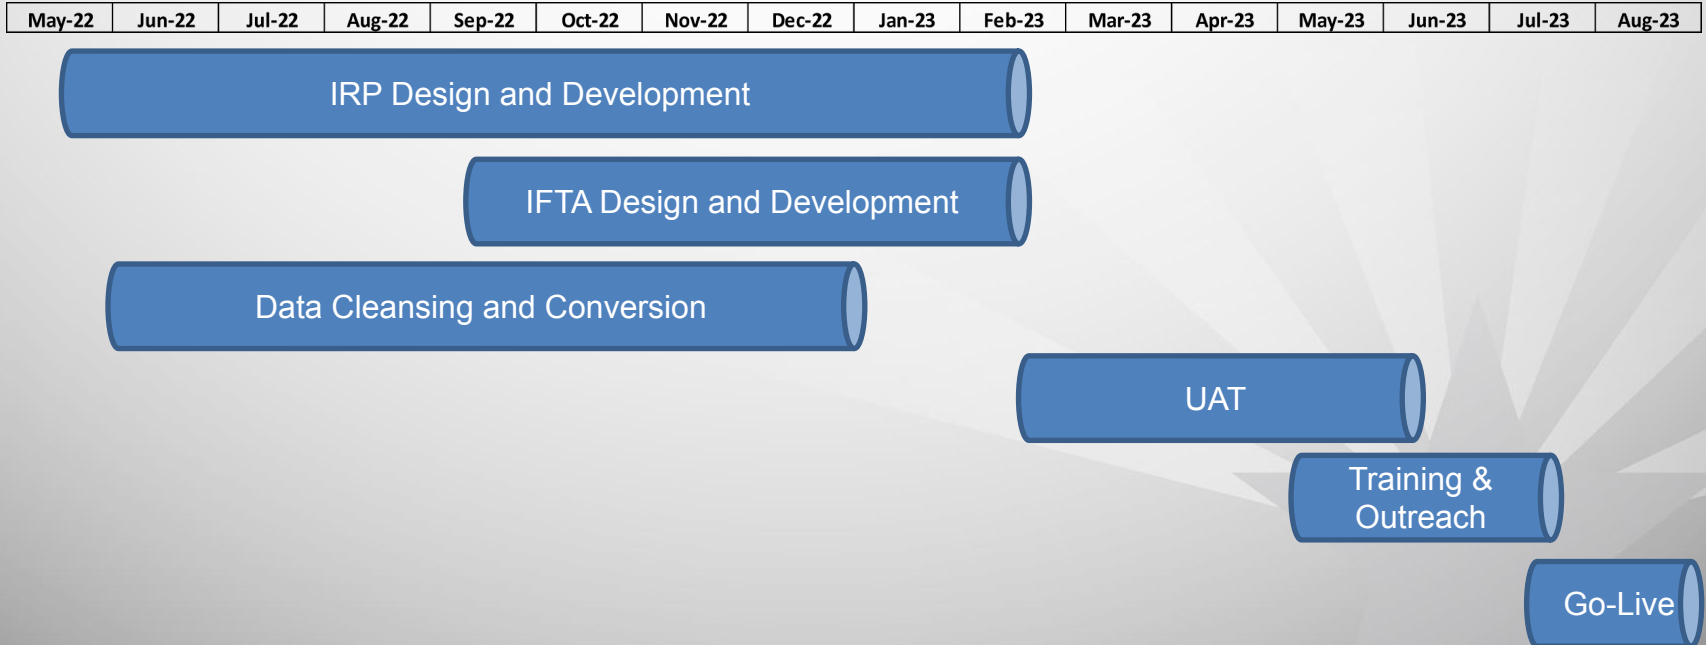 May-22 Jun-22 Jul-22 Aug-22 Sep-22 Oct-22 Nov-22 Dec-22 Jan-23 Feb-23 Mar-23 Apr-23 May-23 Jun-23 Jul-23 Aug-23
IRP Design and Development
IFTA Design and Development
Data Cleansing and Conversion
UAT
Training &
Outreach
Go-Live